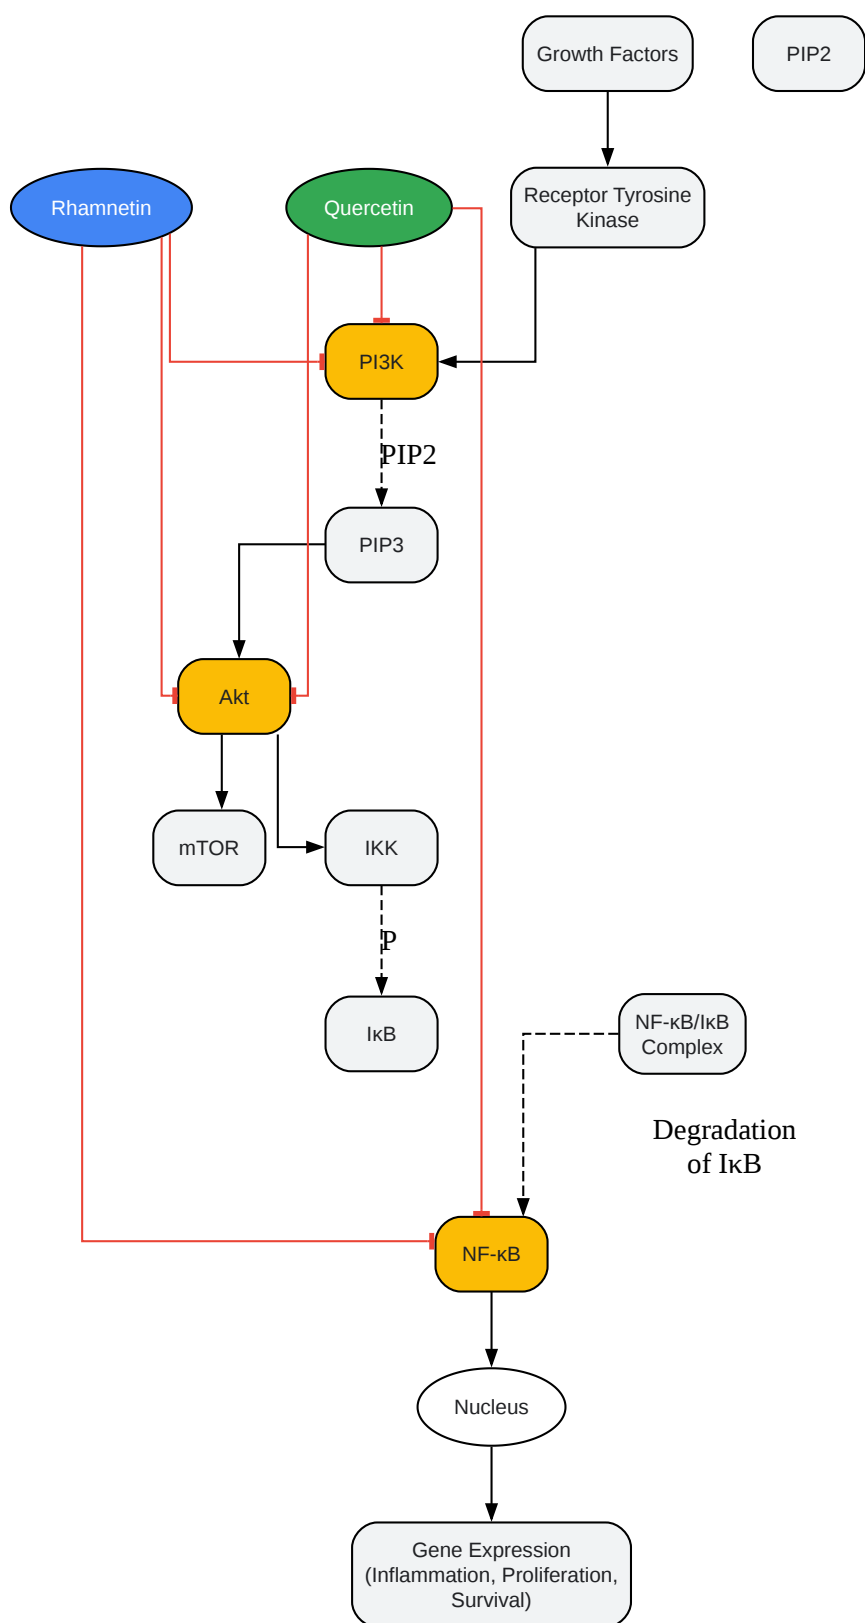 Growth Factors
PIP2
Rhamnetin
Quercetin
Receptor Tyrosine
Kinase
PI3K
PIP2
PIP3
Akt
mTOR
IKK
P
IκB
NF-κB/IκB
Complex
Degradation
of IκB
NF-κB
Nucleus
Gene Expression
(Inflammation, Proliferation,
Survival)